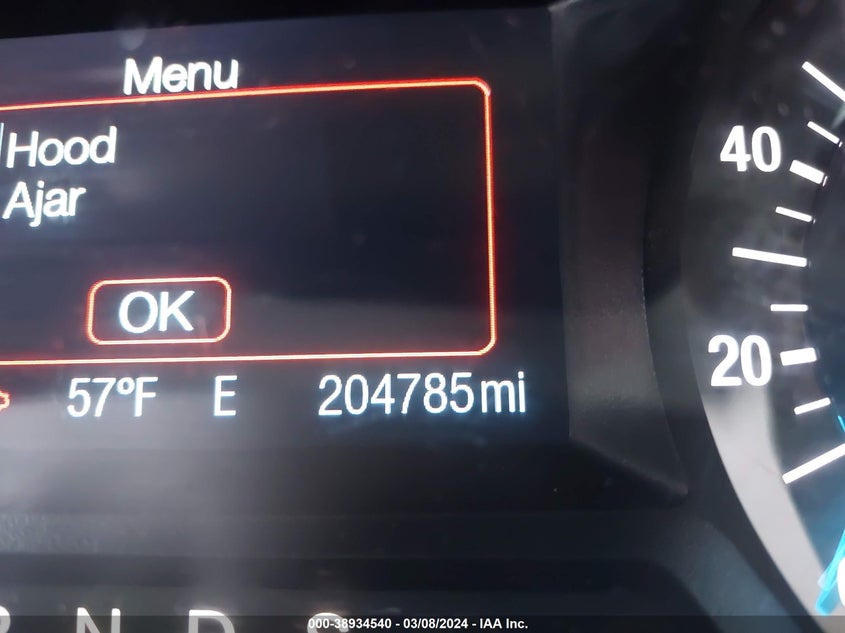 Menu
Hood
Ajar
OK
57°F E 204785mi
40
20
R N D S
000-38934540 - 03/08/2024 - IAA Inc.